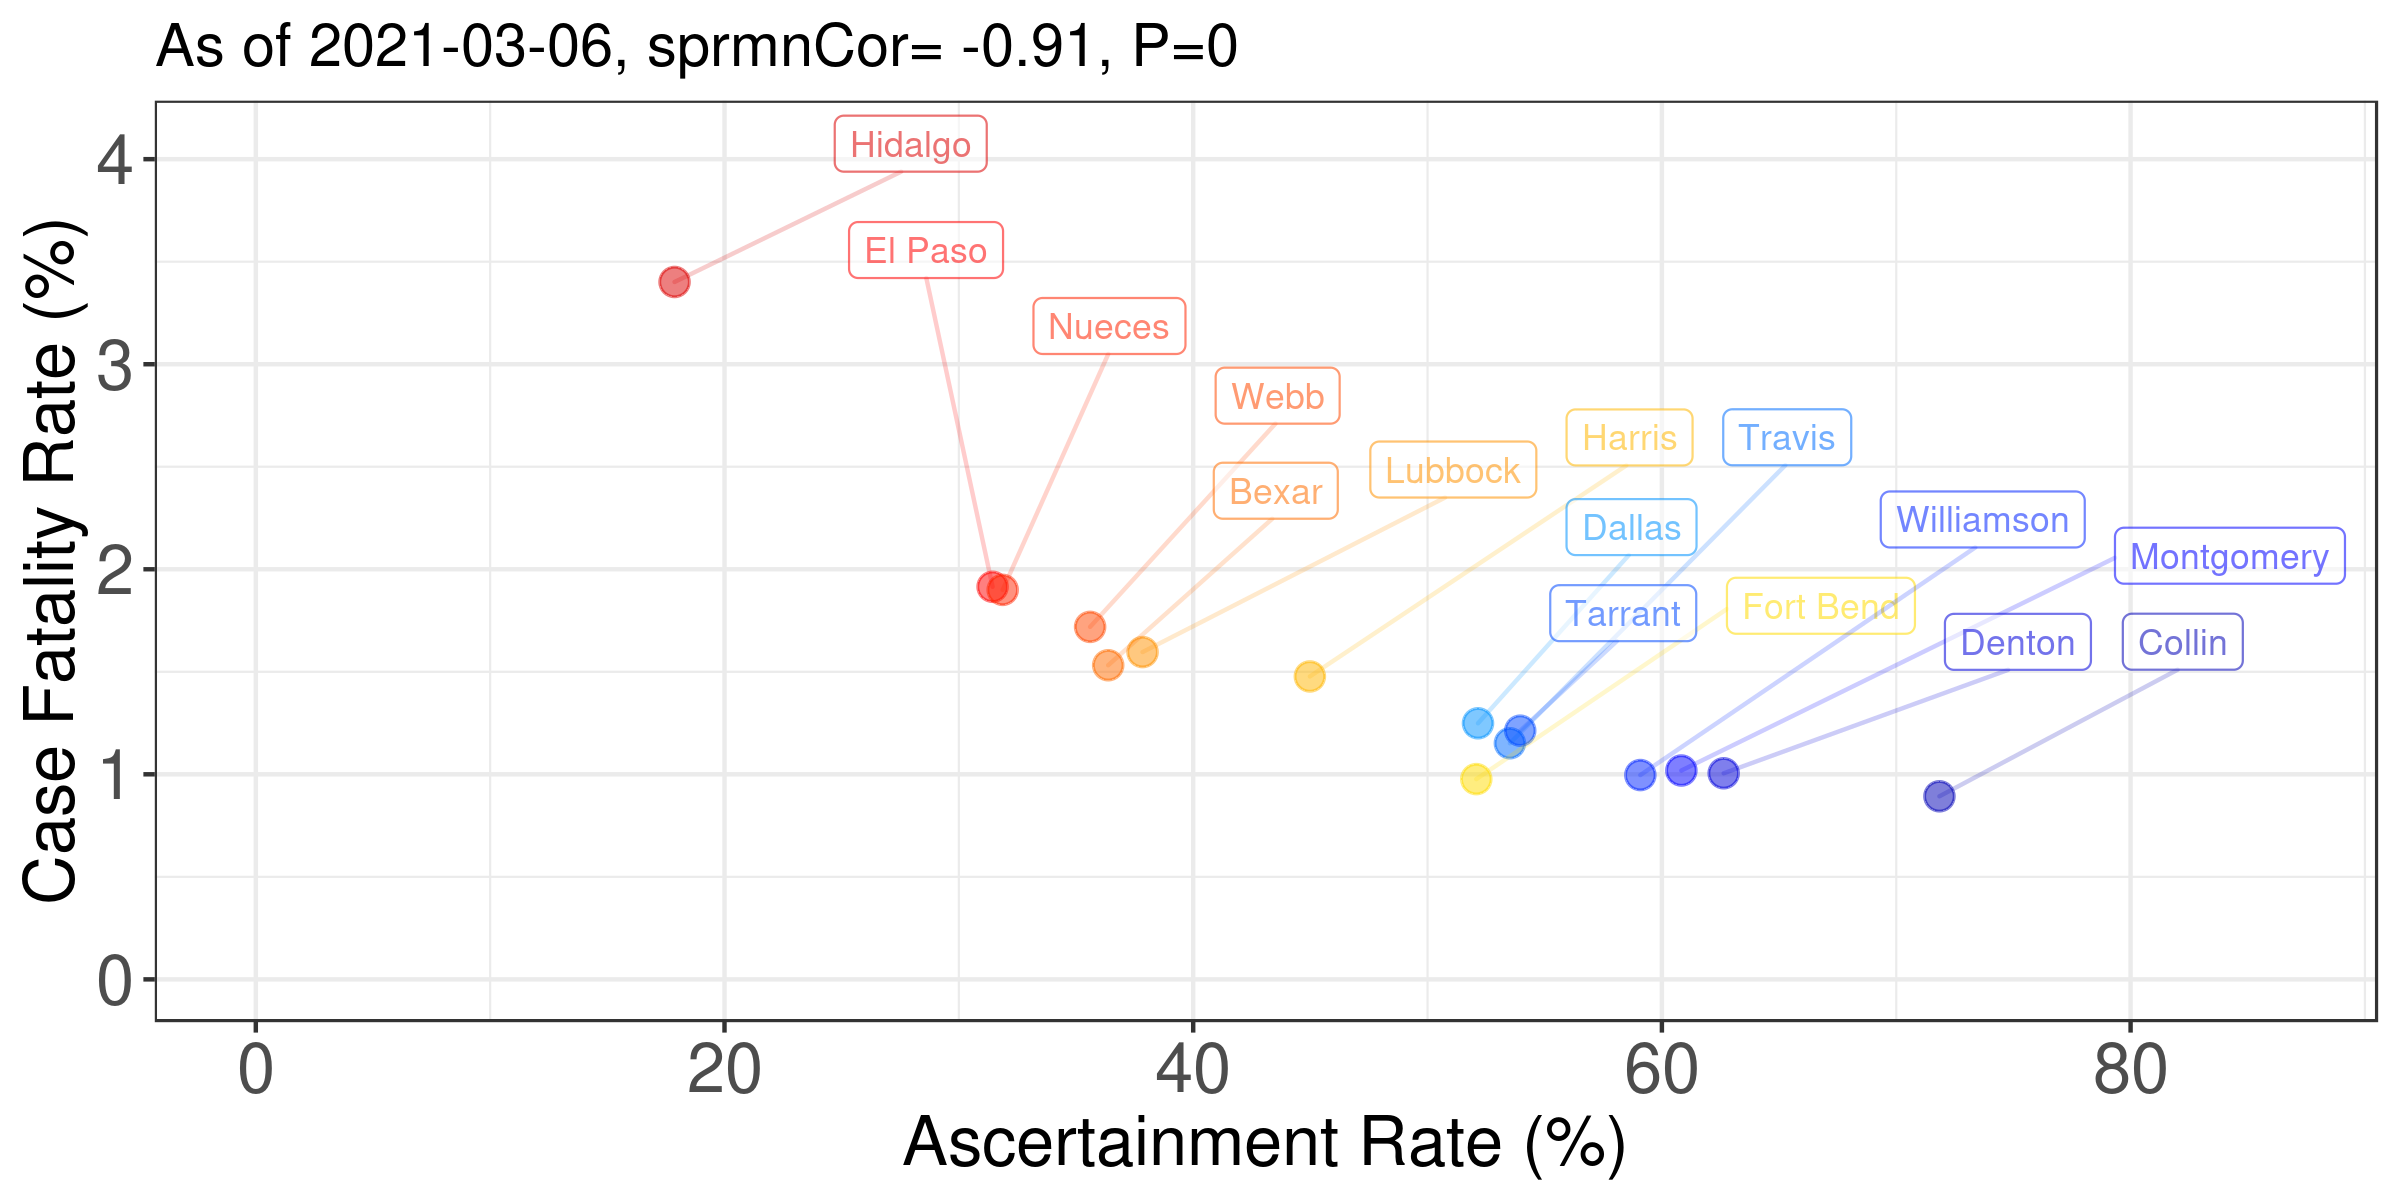 As of 2021-03-06, sprmnCor= -0.91, P=0
Case Fatality Rate (%)
4
3
2
1
0
Hidalgo
El Paso
Nueces
Webb
Bexar
Lubbock
Harris
Travis
Dallas
Tarrant
Fort Bend
Williamson
Montgomery
Denton
Collin
0 20 40 60 80
Ascertainment Rate (%)